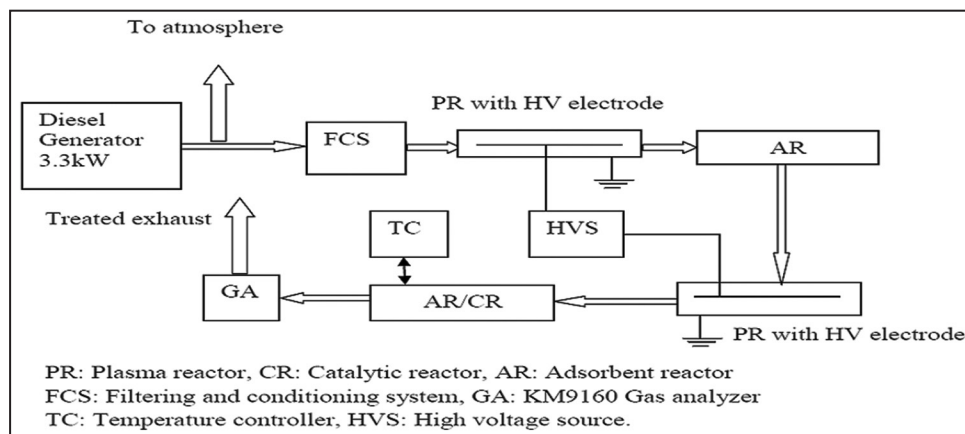 To atmosphere
Diesel
Generator
3.3kW
FCS
PR with HV electrode
AR
Treated exhaust
TC
HVS
GA
AR/CR
PR with HV electrode
PR: Plasma reactor, CR: Catalytic reactor, AR: Adsorbent reactor
FCS: Filtering and conditioning system, GA: KM9160 Gas analyzer
TC: Temperature controller, HVS: High voltage source.